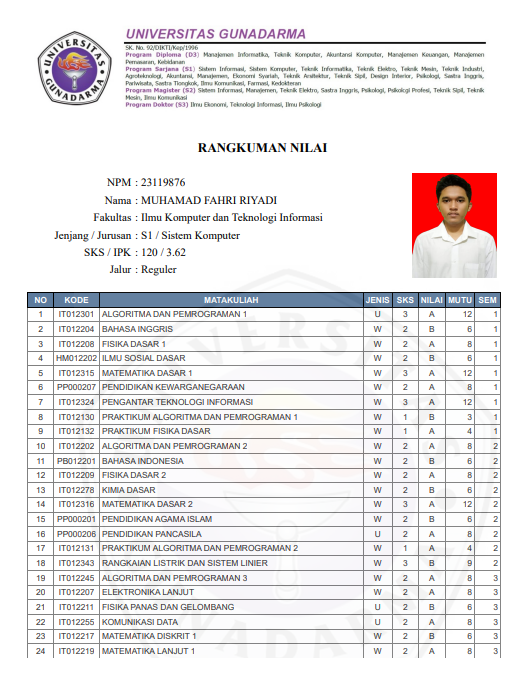 UNIVERSITAS GUNADARMA
SK. No. 92/DIKTI/Kep/1996
Program Diploma (D3) Manajemen Informatika, Teknik Komputer, Akuntansi Komputer, Manajemen Keuangan, Manajemen
Pemasaran, Kebidanan
Program Sarjana (S1) Sistem Informasi, Sistem Komputer, Teknik Informatika, Teknik Elektro, Teknik Mesin, Teknik Industri,
Agroteknologi, Akuntansi, Manajemen, Ekonomi Syariah, Teknik Arsitektur, Teknik Sipil, Design Interior, Psikologi, Sastra Inggris,
Pariwisata, Sastra Tiongkok, Ilmu Komunikasi, Farmasi, Kedokteran
Program Magister (S2) Sistem Informasi, Manajemen, Teknik Elektro, Sastra Inggris, Psikologi, Psikologi Profesi, Teknik Sipil, Teknik
Mesin, Ilmu Komunikasi
Program Doktor (S3) Ilmu Ekonomi, Teknologi Informasi, Ilmu Psikologi
UNIVERSITAS
GUNADARMA
RANGKUMAN NILAI
NPM : 23119876
Nama : MUHAMAD FAHRI RIYADI
Fakultas : Ilmu Komputer dan Teknologi Informasi
Jenjang / Jurusan : S1 / Sistem Komputer
SKS / IPK : 120 / 3.62
Jalur : Reguler
NO KODE MATAKULIAH JENIS SKS NILAI MUTU SEM
1 IT012301 ALGORITMA DAN PEMROGRAMAN 1 U 3 A 12 1
2 IT012204 BAHASA INGGRIS W 2 B 6 1
3 IT012208 FISIKA DASAR 1 W 2 A 8 1
4 HM012202 ILMU SOSIAL DASAR W 2 B 6 1
5 IT012315 MATEMATIKA DASAR 1 W 3 A 12 1
6 PP000207 PENDIDIKAN KEWARGANEGARAAN W 2 A 8 1
7 IT012324 PENGANTAR TEKNOLOGI INFORMASI W 3 A 12 1
8 IT012130 PRAKTIKUM ALGORITMA DAN PEMROGRAMAN 1 W 1 B 3 1
9 IT012132 PRAKTIKUM FISIKA DASAR W 1 A 4 1
10 IT012202 ALGORITMA DAN PEMROGRAMAN 2 W 2 A 8 2
11 PB012201 BAHASA INDONESIA W 2 B 6 2
12 IT012209 FISIKA DASAR 2 W 2 A 8 2
13 IT012278 KIMIA DASAR W 2 B 6 2
14 IT012316 MATEMATIKA DASAR 2 W 3 A 12 2
15 PP000201 PENDIDIKAN AGAMA ISLAM W 2 B 6 2
16 PP000206 PENDIDIKAN PANCASILA U 2 A 8 2
17 IT012131 PRAKTIKUM ALGORITMA DAN PEMROGRAMAN 2 W 1 A 4 2
18 IT012343 RANGKAIAN LISTRIK DAN SISTEM LINIER W 3 B 9 2
19 IT012245 ALGORITMA DAN PEMROGRAMAN 3 W 2 A 8 3
20 IT012207 ELEKTRONIKA LANJUT W 2 A 8 3
21 IT012211 FISIKA PANAS DAN GELOMBANG U 2 B 6 3
22 IT012255 KOMUNIKASI DATA U 2 A 8 3
23 IT012217 MATEMATIKA DISKRIT 1 W 2 B 6 3
24 IT012219 MATEMATIKA LANJUT 1 W 2 A 8 3